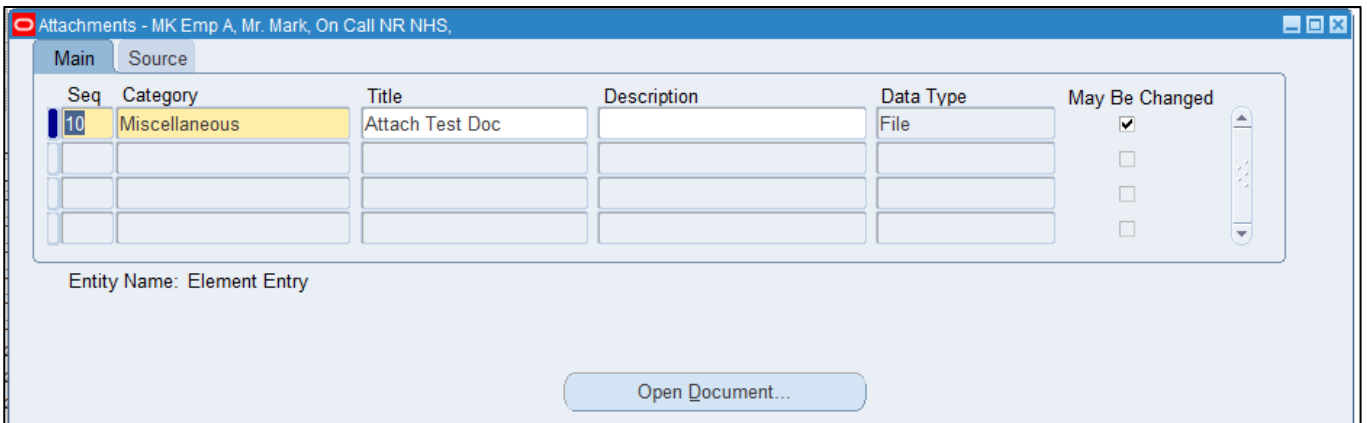 Attachments - MK Emp A, Mr. Mark, On Call NR NHS,
Main Source
Seq Category Title Description Data Type May Be Changed
10 Miscellaneous Attach Test Doc File
Entity Name: Element Entry
Open Document...